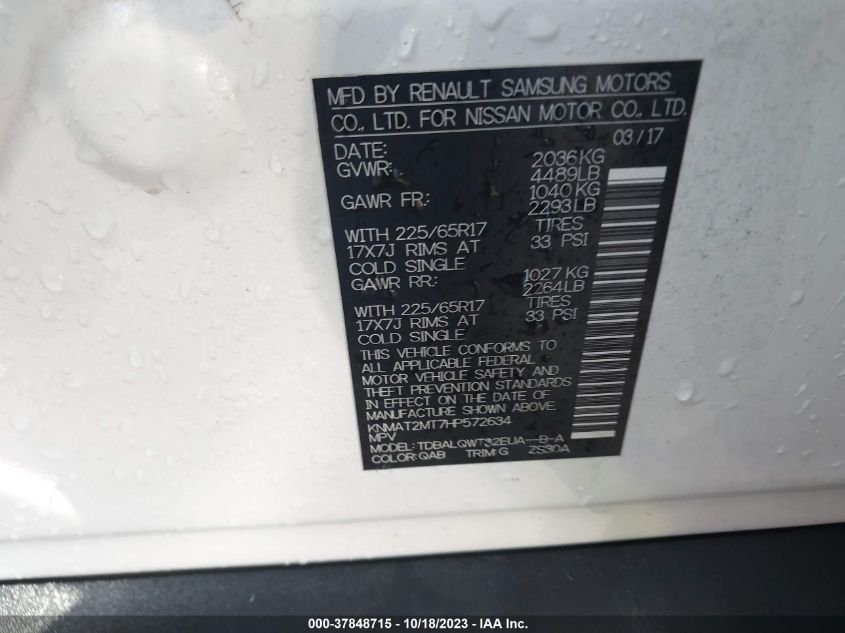 MFD BY RENAULT SAMSUNG MOTORS
CO., LTD. FOR NISSAN MOTOR CO., LTD.
DATE: 03/17
GVWR: 2036KG
4489LB
GAWR FR: 1040KG
2293LB
WITH 225/65R17 TIRES
17X7J RIMS AT 33 PSI
COLD SINGLE
GAWR RR: 1027KG
2264LB
WITH 225/65R17 TIRES
17X7J RIMS AT 33 PSI
COLD SINGLE
THIS VEHICLE CONFORMS TO
ALL APPLICABLE FEDERAL
MOTOR VEHICLE SAFETY AND
THEFT PREVENTION STANDARDS
IN EFFECT ON THE DATE OF
MANUFACTURE SHOWN ABOVE.
KNMAT2MT7HP572634
MPV
MODEL: TDBALQWT32EUA--B-A
COLOR: QAB TRIM:G ZS30A
000-37848715 - 10/18/2023 - IAA Inc.